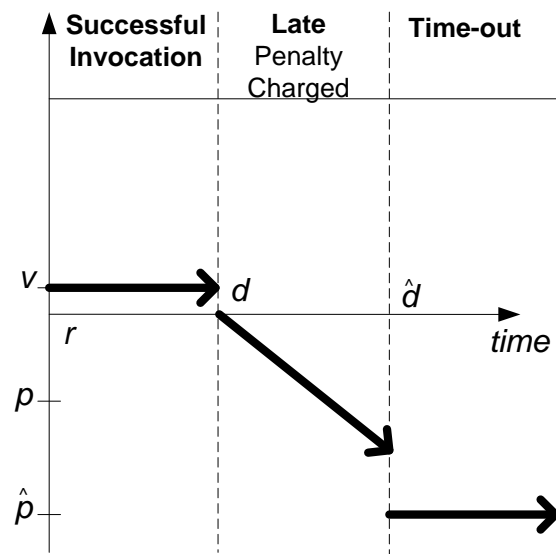 Successful Late Time-out
Invocation Penalty
Charged
v d d̂
r time
p
p̂